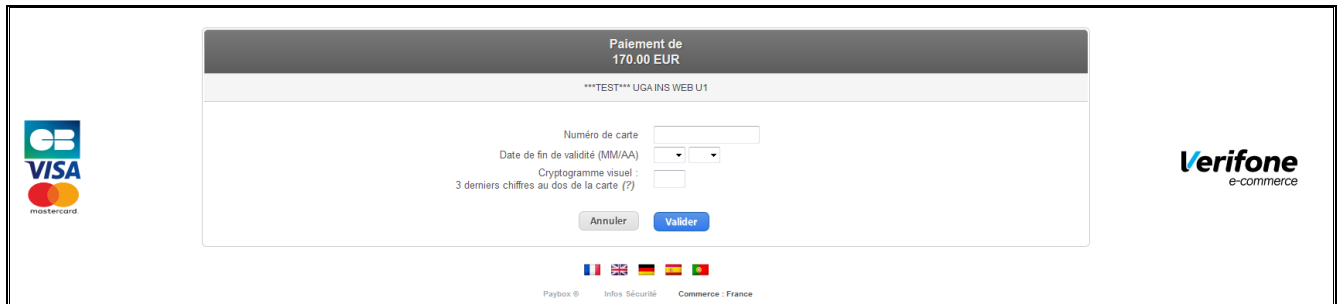 Paiement de
170.00 EUR
***TEST*** UGA INS WEB U1
CB
VISA
mastercard.
Numéro de carte
Date de fin de validité (MM/AA)
Cryptogramme visuel :
3 derniers chiffres au dos de la carte (?)
Annuler Valider
Verifone
e-commerce
Paybox ® Infos Sécurité Commerce : France